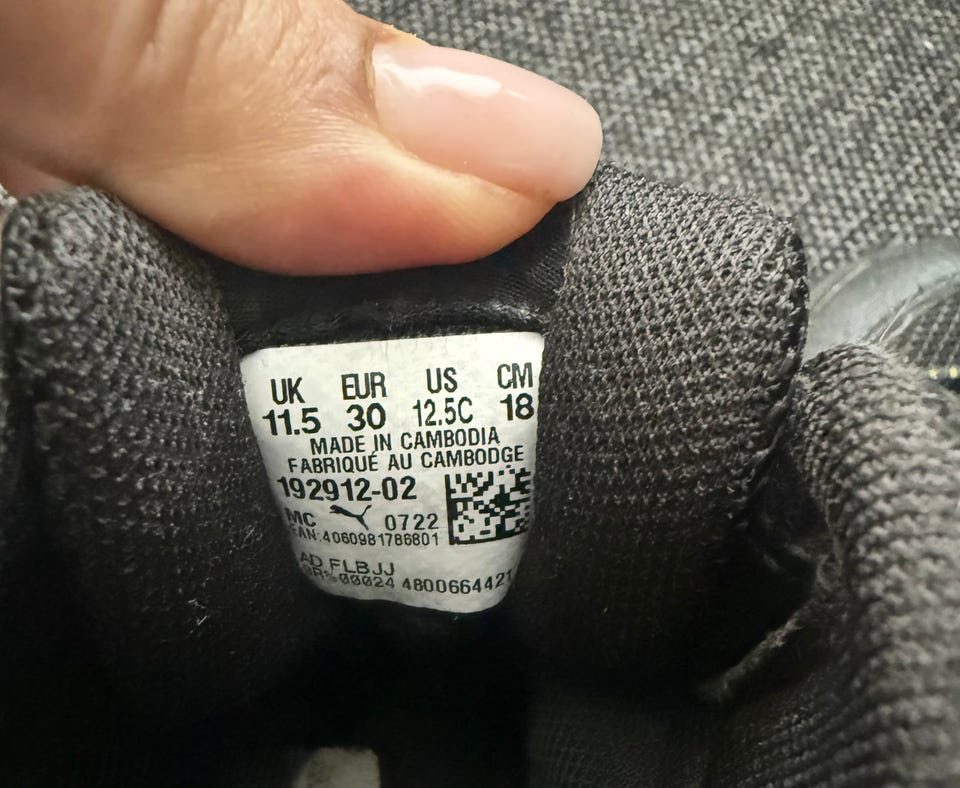 UK EUR US CM
11.5 30 12.5C 18
MADE IN CAMBODIA
FABRIQUÉ AU CAMBODGE
192912-02
MC 0722
EAN:4060981786801
AD FLBJJ
00024 4800664421